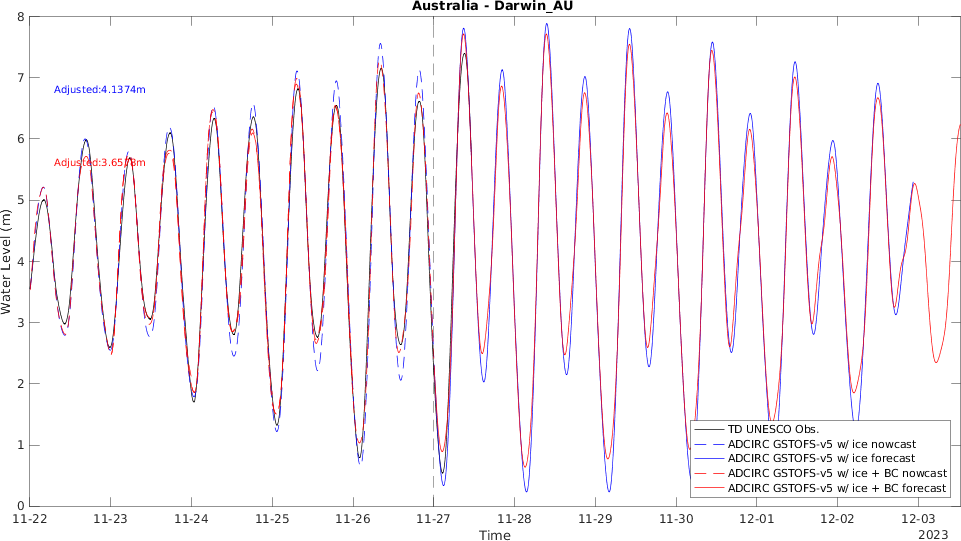 Australia - Darwin_AU
8
7
6
5
4
3
2
1
0
Water Level (m)
Adjusted:4.1374m
TD UNESCO Obs.
ADCIRC GSTOFS-v5 w/ ice nowcast
ADCIRC GSTOFS-v5 w/ ice forecast
ADCIRC GSTOFS-v5 w/ ice + BC nowcast
ADCIRC GSTOFS-v5 w/ ice + BC forecast
11-22 11-23 11-24 11-25 11-26 11-27 11-28 11-29 11-30 12-01 12-02 12-03
Time
2023